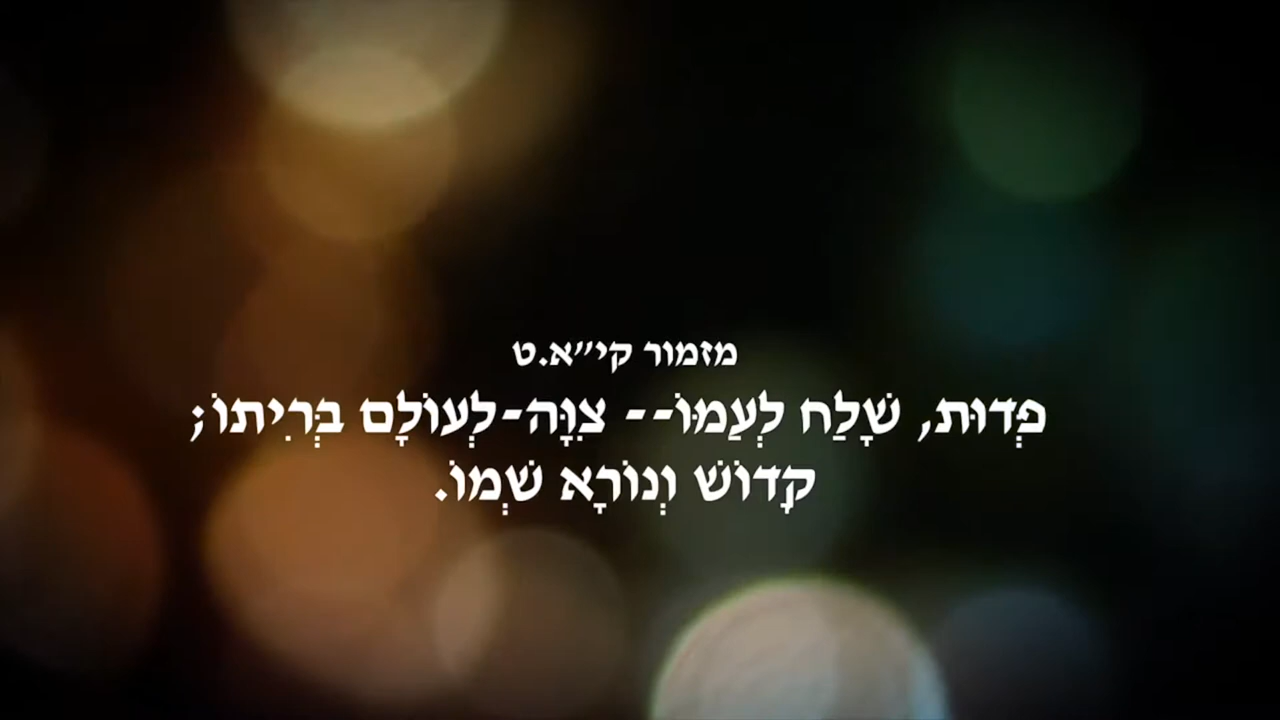 מזמור קי״א.ט
פְּדוּת, שָׁלַח לְעַמּוֹ-- צִוָּה-לְעוֹלָם בְּרִיתוֹ;
קָדוֹשׁ וְנוֹרָא שְׁמוֹ.